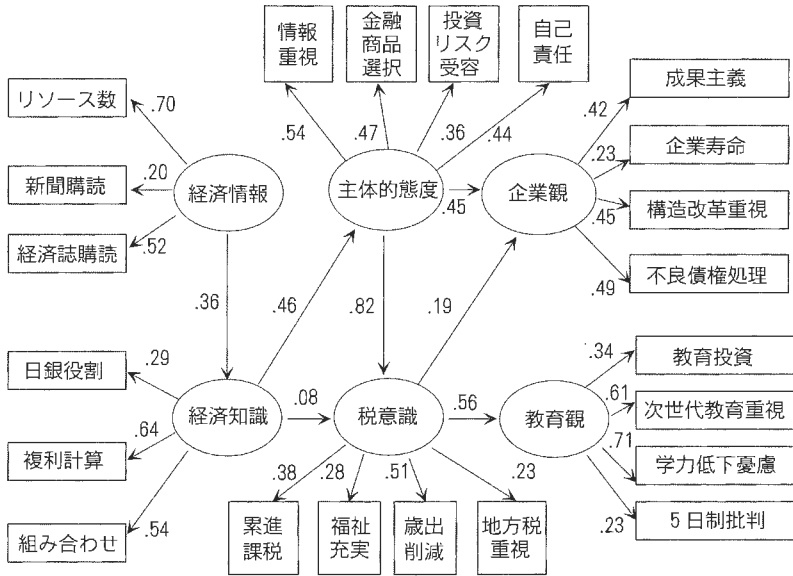 情報
重視
金融
商品
選択
投資
リスク
受容
自己
責任
成果主義
リソース数
.70
.54
.47
.36
.44
.42
企業寿命
.23
新聞購読
.20
経済情報
主体的態度
.45
企業観
.45
構造改革重視
経済誌購読
.52
不良債権処理
.49
.36
.46
.82
.19
.34
教育投資
日銀役割
.29
.61
次世代教育重視
経済知識
.08
税意識
.56
教育観
.71
.64
複利計算
学力低下憂慮
.38
.28
.51
.23
.54
組み合わせ
累進
課税
福祉
充実
歳出
削減
地方税
重視
.23
5日制批判